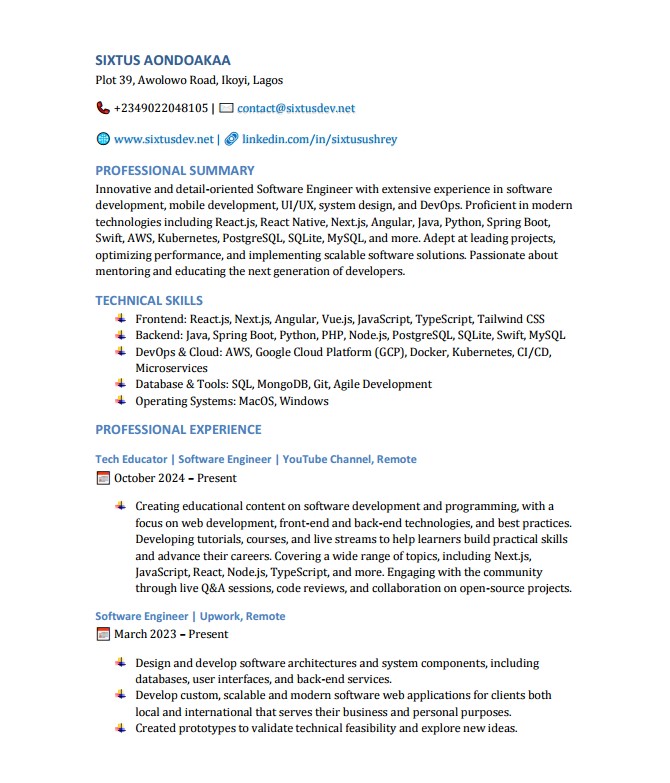 SIXTUS AONDOAKAA
Plot 39, Awolowo Road, Ikoyi, Lagos
+2349022048105 | contact@sixtusdev.net
www.sixtusdev.net | linkedin.com/in/sixtusushrey
PROFESSIONAL SUMMARY
Innovative and detail-oriented Software Engineer with extensive experience in software
development, mobile development, UI/UX, system design, and DevOps. Proficient in modern
technologies including React.js, React Native, Next.js, Angular, Java, Python, Spring Boot,
Swift, AWS, Kubernetes, PostgreSQL, SQLite, MySQL, and more. Adept at leading projects,
optimizing performance, and implementing scalable software solutions. Passionate about
mentoring and educating the next generation of developers.
TECHNICAL SKILLS
Frontend: React.js, Next.js, Angular, Vue.js, JavaScript, TypeScript, Tailwind CSS
Backend: Java, Spring Boot, Python, PHP, Node.js, PostgreSQL, SQLite, Swift, MySQL
DevOps & Cloud: AWS, Google Cloud Platform (GCP), Docker, Kubernetes, CI/CD,
Microservices
Database & Tools: SQL, MongoDB, Git, Agile Development
Operating Systems: MacOS, Windows
PROFESSIONAL EXPERIENCE
Tech Educator | Software Engineer | YouTube Channel, Remote
October 2024 – Present
Creating educational content on software development and programming, with a
focus on web development, front-end and back-end technologies, and best practices.
Developing tutorials, courses, and live streams to help learners build practical skills
and advance their careers. Covering a wide range of topics, including Next.js,
JavaScript, React, Node.js, TypeScript, and more. Engaging with the community
through live Q&A sessions, code reviews, and collaboration on open-source projects.
Software Engineer | Upwork, Remote
March 2023 – Present
Design and develop software architectures and system components, including
databases, user interfaces, and back-end services.
Develop custom, scalable and modern software web applications for clients both
local and international that serves their business and personal purposes.
Created prototypes to validate technical feasibility and explore new ideas.